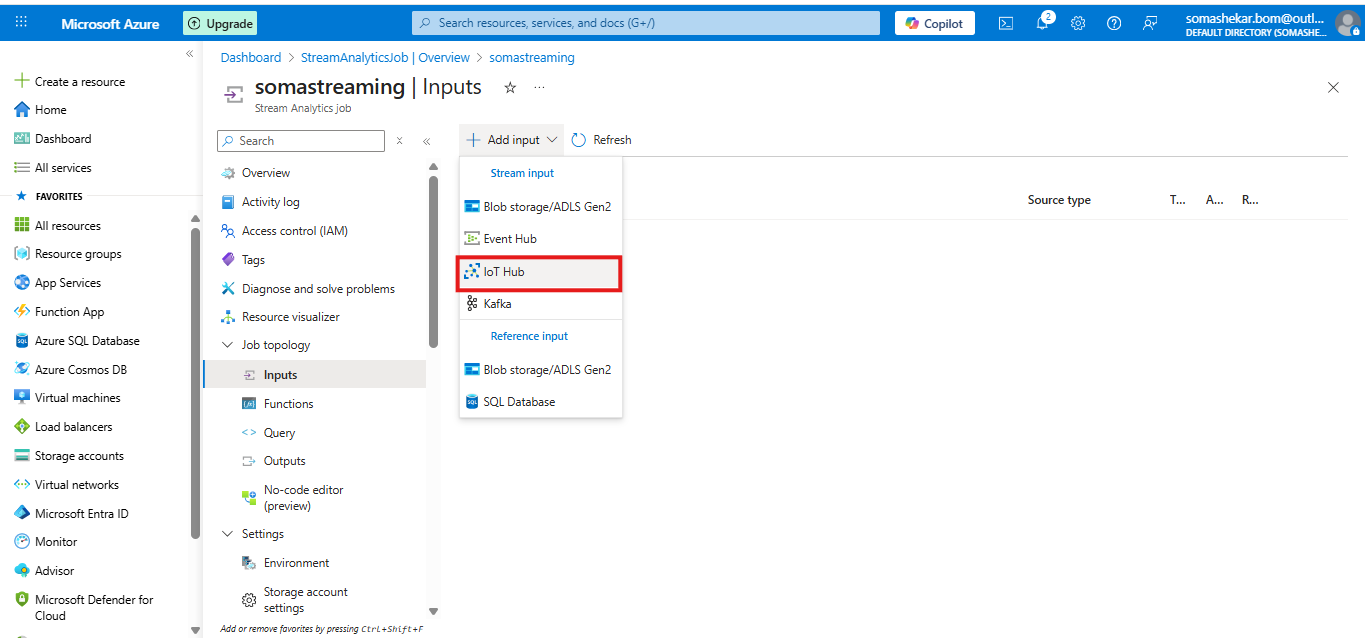 Microsoft Azure
Upgrade
Search resources, services, and docs (G+/)
Copilot
2
somashekar.bom@outl...
DEFAULT DIRECTORY (SOMASHE...
Create a resource
Home
Dashboard
All services
FAVORITES
All resources
Resource groups
App Services
Function App
Azure SQL Database
Azure Cosmos DB
Virtual machines
Load balancers
Storage accounts
Virtual networks
Microsoft Entra ID
Monitor
Advisor
Microsoft Defender for
Cloud
Dashboard > StreamAnalyticsJob | Overview > somastreaming
somastreaming | Inputs
Stream Analytics job
Search
Overview
Activity log
Access control (IAM)
Tags
Diagnose and solve problems
Resource visualizer
Job topology
Inputs
Functions
Query
Outputs
No-code editor
(preview)
Settings
Environment
Storage account
settings
Add or remove favorites by pressing Ctrl+Shift+F
Add input
Refresh
Stream input
Blob storage/ADLS Gen2
Event Hub
IoT Hub
Kafka
Reference input
Blob storage/ADLS Gen2
SQL Database
Source type
T...
A...
R...